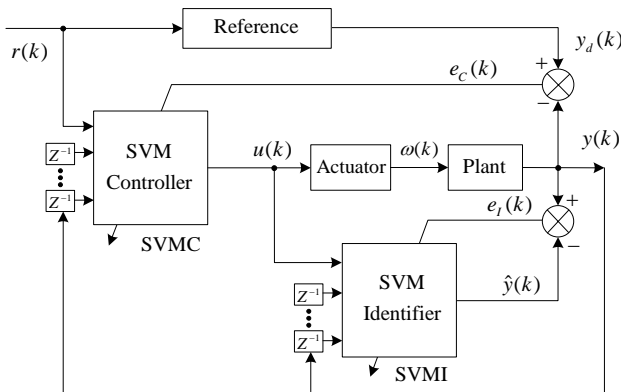 Reference
r(k)
y_d(k)
+
e_C(k)
−
Z⁻¹
SVM
Controller
Z⁻¹
u(k)
Actuator
ω(k)
Plant
y(k)
SVMC
e_I(k)
+
−
Z⁻¹
SVM
Identifier
Z⁻¹
ŷ(k)
SVMI